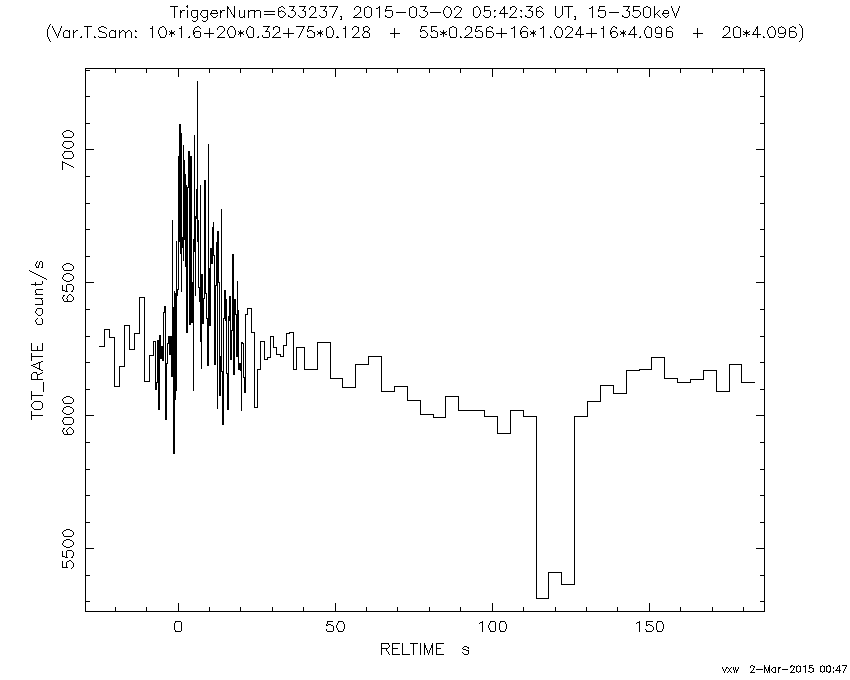 TriggerNum=633237, 2015-03-02 05:42:36 UT, 15-350keV
(Var.T.Sam: 10*1.6+20*0.32+75*0.128 + 55*0.256+16*1.024+16*4.096 + 20*4.096)
7000
6500
6000
5500
TOT_RATE count/s
0 50 100 150
RELTIME s
vxw 2-Mar-2015 00:47